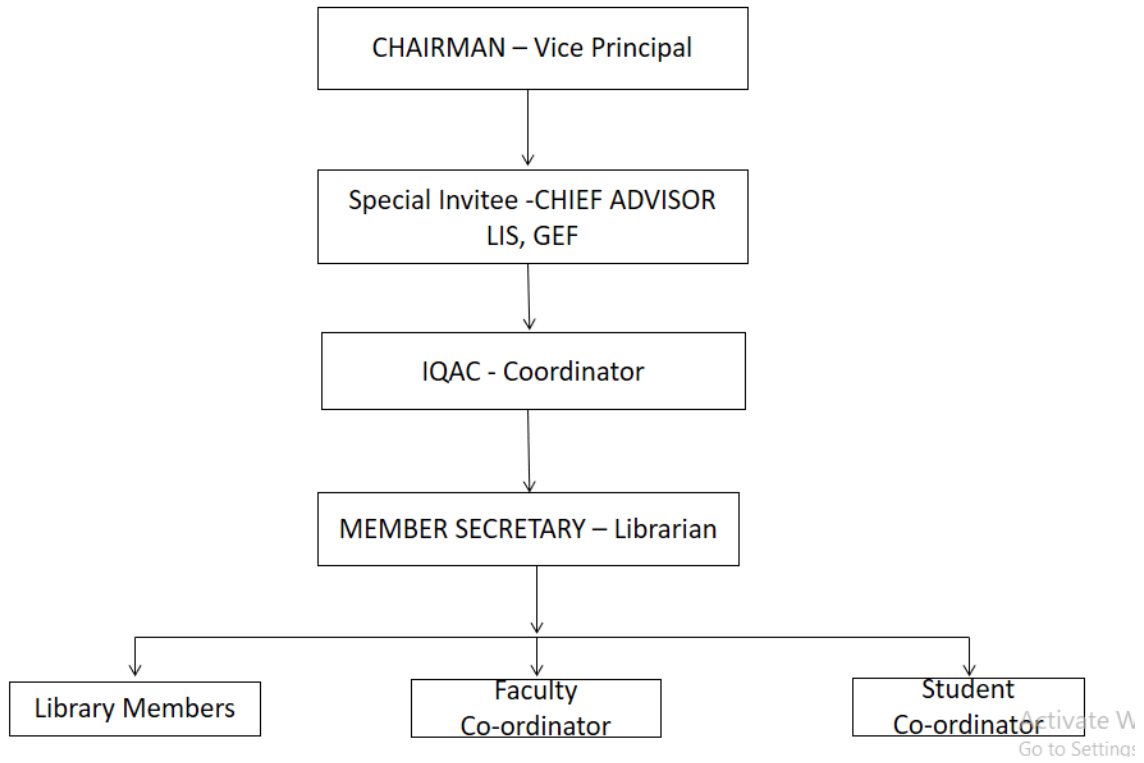 CHAIRMAN – Vice Principal
Special Invitee -CHIEF ADVISOR
LIS, GEF
IQAC - Coordinator
MEMBER SECRETARY – Librarian
Library Members
Faculty
Co-ordinator
Student
Co-ordinator
Activate W
Go to Settings